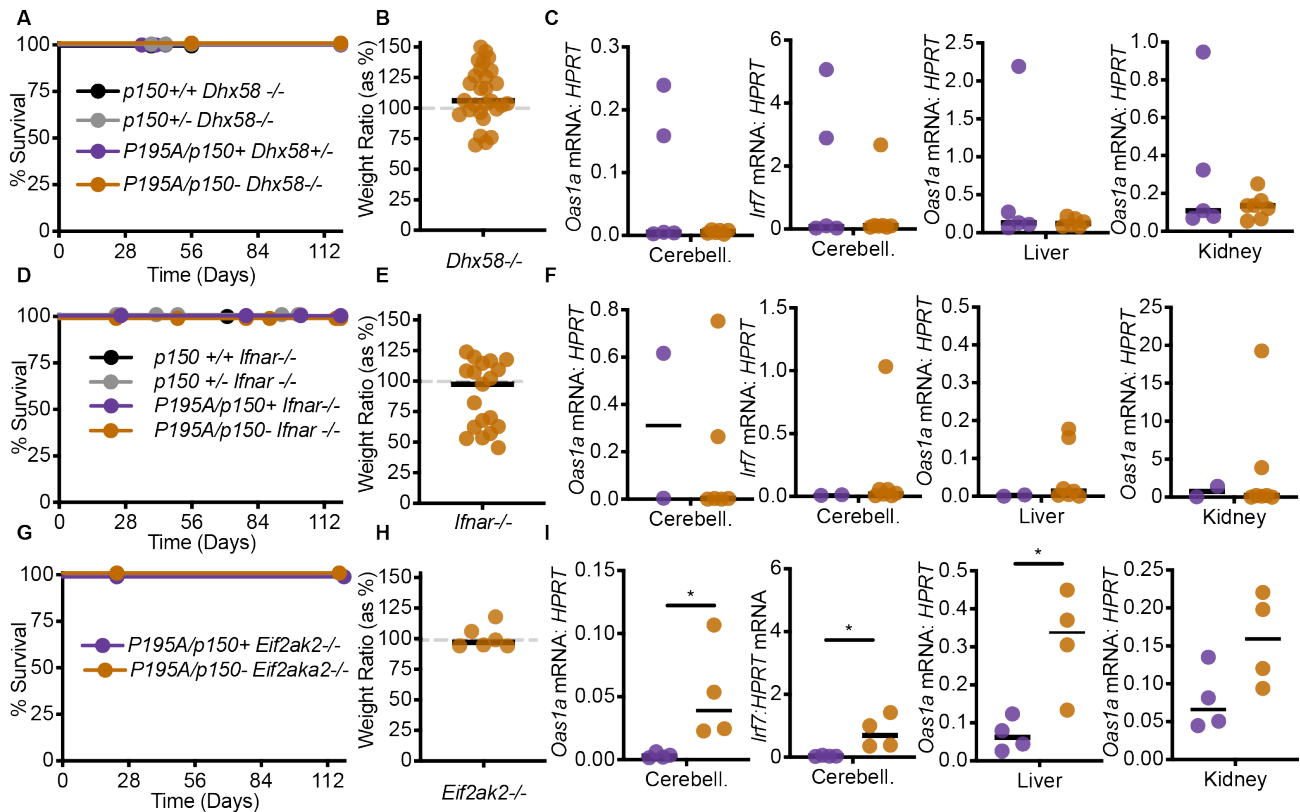 A
% Survival
100
75
50
25
0
0 28 56 84 112
Time (Days)
p150+/+ Dhx58 -/-
p150+/- Dhx58-/-
P195A/p150+ Dhx58+/-
P195A/p150- Dhx58-/-
B
Weight Ratio (as %)
150
125
100
75
50
25
0
Dhx58-/-
C
Oas1a mRNA: HPRT
0.3
0.2
0.1
0.0
Cerebell.
Irf7 mRNA: HPRT
6
4
2
0
Cerebell.
Oas1a mRNA: HPRT
2.5
2.0
1.5
1.0
0.5
0.0
Liver
Oas1a mRNA: HPRT
1.0
0.8
0.6
0.4
0.2
0.0
Kidney
D
% Survival
100
75
50
25
0
0 28 56 84 112
Time (Days)
p150 +/+ Ifnar-/-
p150 +/- Ifnar -/-
P195A/p150+ Ifnar-/-
P195A/p150- Ifnar -/-
E
Weight Ratio (as %)
150
125
100
75
50
25
0
Ifnar-/-
F
Oas1a mRNA: HPRT
0.8
0.6
0.4
0.2
0.0
Cerebell.
Irf7 mRNA: HPRT
1.5
1.0
0.5
0.0
Cerebell.
Oas1a mRNA: HPRT
0.5
0.4
0.3
0.2
0.1
0.0
Liver
Oas1a mRNA: HPRT
25
20
15
10
5
0
Kidney
G
% Survival
100
75
50
25
0
0 28 56 84 112
Time (Days)
P195A/p150+ Eif2ak2-/-
P195A/p150- Eif2aka2-/-
H
Weight Ratio (as %)
150
125
100
75
50
25
0
Eif2ak2-/-
I
Oas1a mRNA: HPRT
0.15
0.10
0.05
0.00
*
Cerebell.
Irf7:HPRT mRNA
6
4
2
0
*
Cerebell.
Oas1a mRNA: HPRT
0.5
0.4
0.3
0.2
0.1
0.0
*
Liver
Oas1a mRNA: HPRT
0.25
0.20
0.15
0.10
0.05
0.00
Kidney